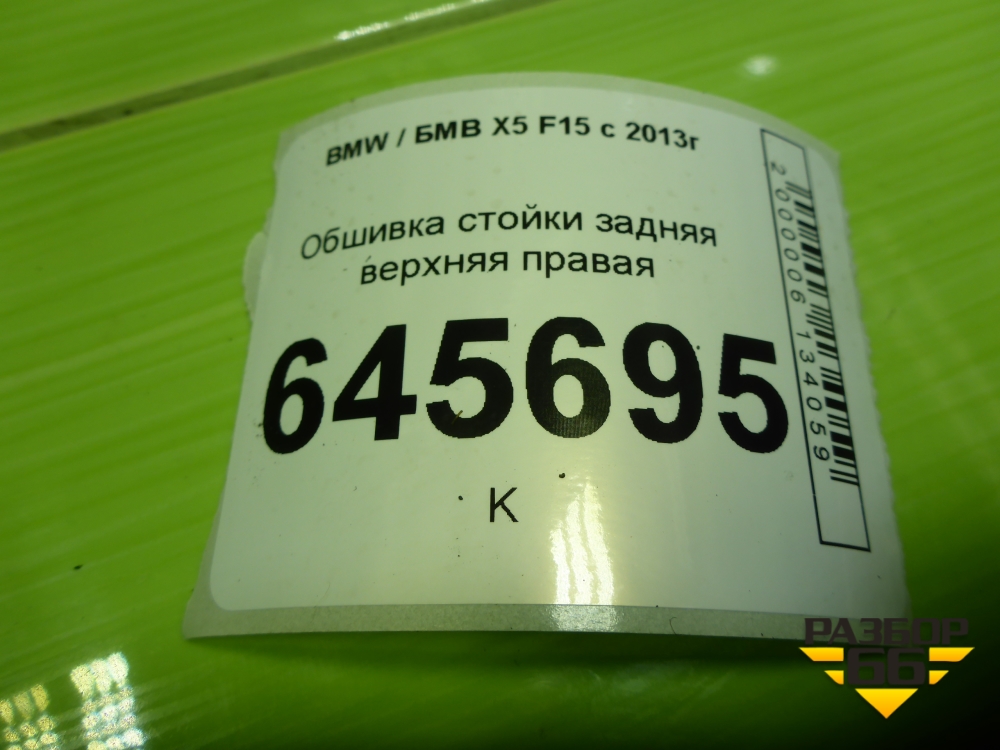 BMW / БМВ X5 F15 с 2013г
Обшивка стойки задняя
верхняя правая
645695
К
2000006134059
РАЗБОР
66